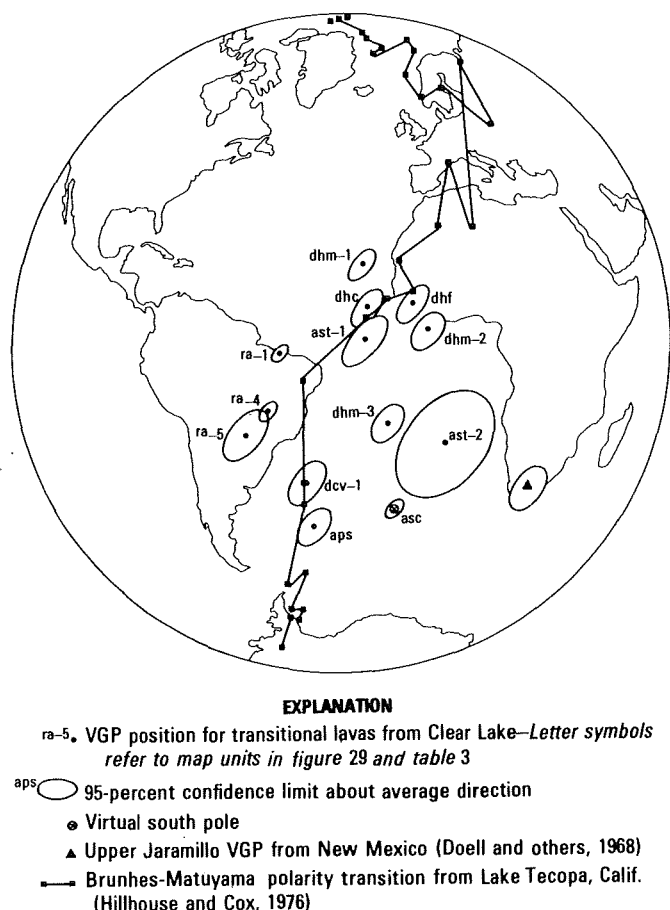 dhm–1
dhc
dhf
ast–1
dhm–2
ra–1
ra–4
dhm–3
ra–5
ast–2
dcv–1
asc
aps
EXPLANATION
ra–5. VGP position for transitional lavas from Clear Lake–Letter symbols
refer to map units in figure 29 and table 3
aps 95-percent confidence limit about average direction
Virtual south pole
Upper Jaramillo VGP from New Mexico (Doell and others, 1968)
Brunhes-Matuyama polarity transition from Lake Tecopa, Calif.
(Hillhouse and Cox, 1976)